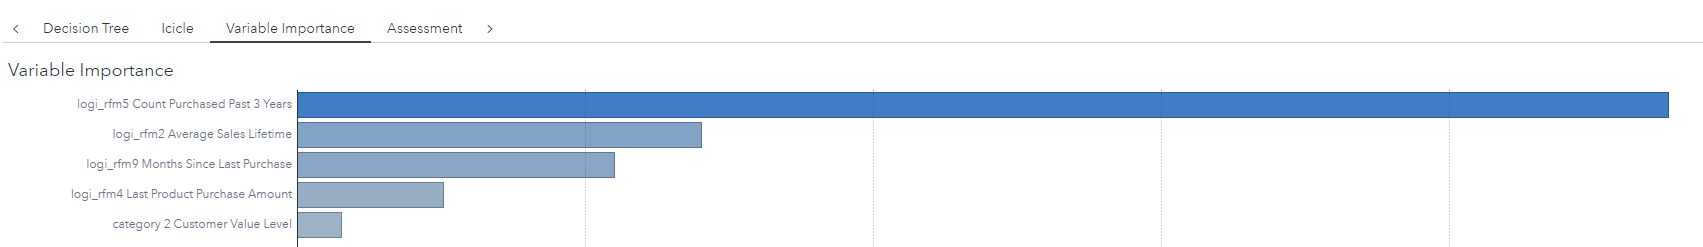 Decision Tree Icicle Variable Importance Assessment
Variable Importance
logi_rfm5 Count Purchased Past 3 Years
logi_rfm2 Average Sales Lifetime
logi_rfm9 Months Since Last Purchase
logi_rfm4 Last Product Purchase Amount
category 2 Customer Value Level